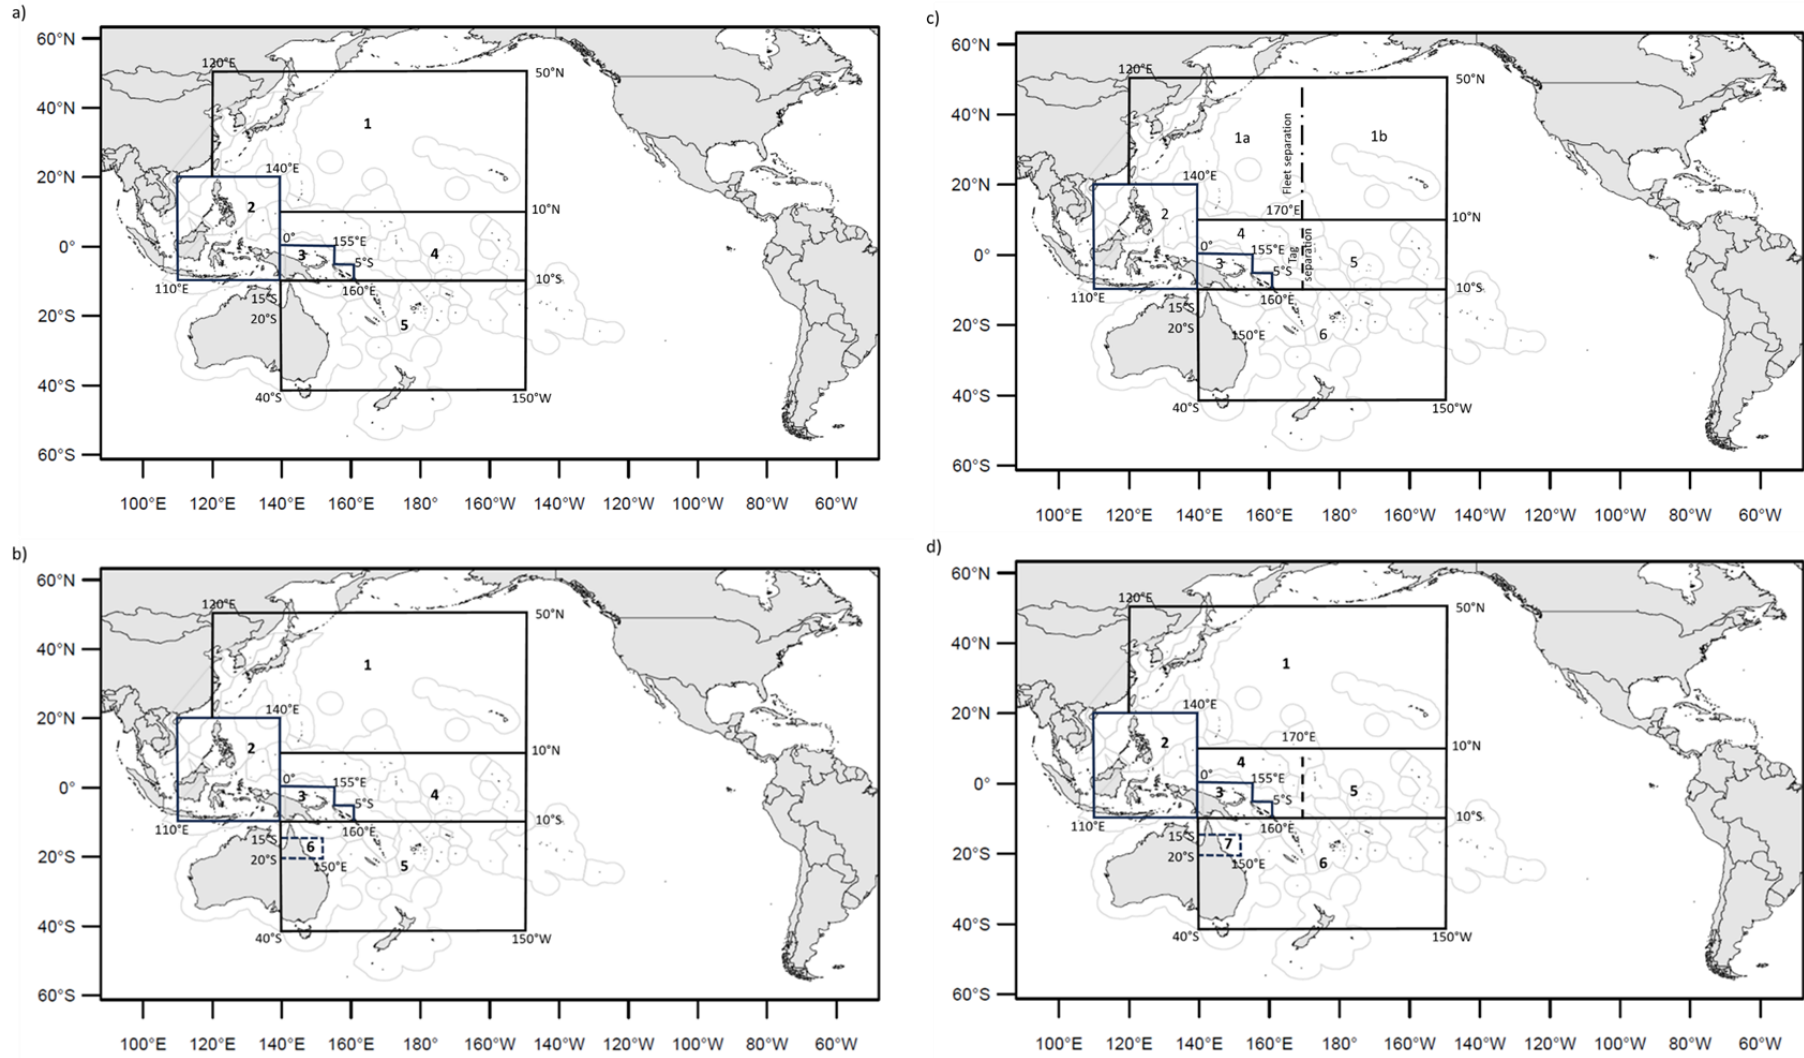 a)
60°N
40°N
20°N
0°
20°S
40°S
60°S
120°E
50°N
1
140°E
2
10°N
0°
155°E
3
4
5°S
110°E
160°E
10°S
15°S
20°S
5
40°S
150°W
100°E 120°E 140°E 160°E 180° 160°W 140°W 120°W 100°W 80°W 60°W
c)
60°N
40°N
20°N
0°
20°S
40°S
60°S
120°E
50°N
1a
Fleet separation
1b
140°E
2
170°E
10°N
4
0°
155°E
3
Tag
separation
5
5°S
110°E
160°E
10°S
15°S
20°S
150°E
6
40°S
150°W
100°E 120°E 140°E 160°E 180° 160°W 140°W 120°W 100°W 80°W 60°W
b)
60°N
40°N
20°N
0°
20°S
40°S
60°S
120°E
50°N
1
140°E
2
10°N
0°
155°E
3
4
5°S
110°E
160°E
10°S
15°S
6
20°S
150°E
5
40°S
150°W
100°E 120°E 140°E 160°E 180° 160°W 140°W 120°W 100°W 80°W 60°W
d)
60°N
40°N
20°N
0°
20°S
40°S
60°S
120°E
50°N
1
140°E
2
170°E
10°N
4
0°
155°E
3
5
5°S
110°E
160°E
10°S
15°S
7
20°S
150°E
6
40°S
150°W
100°E 120°E 140°E 160°E 180° 160°W 140°W 120°W 100°W 80°W 60°W